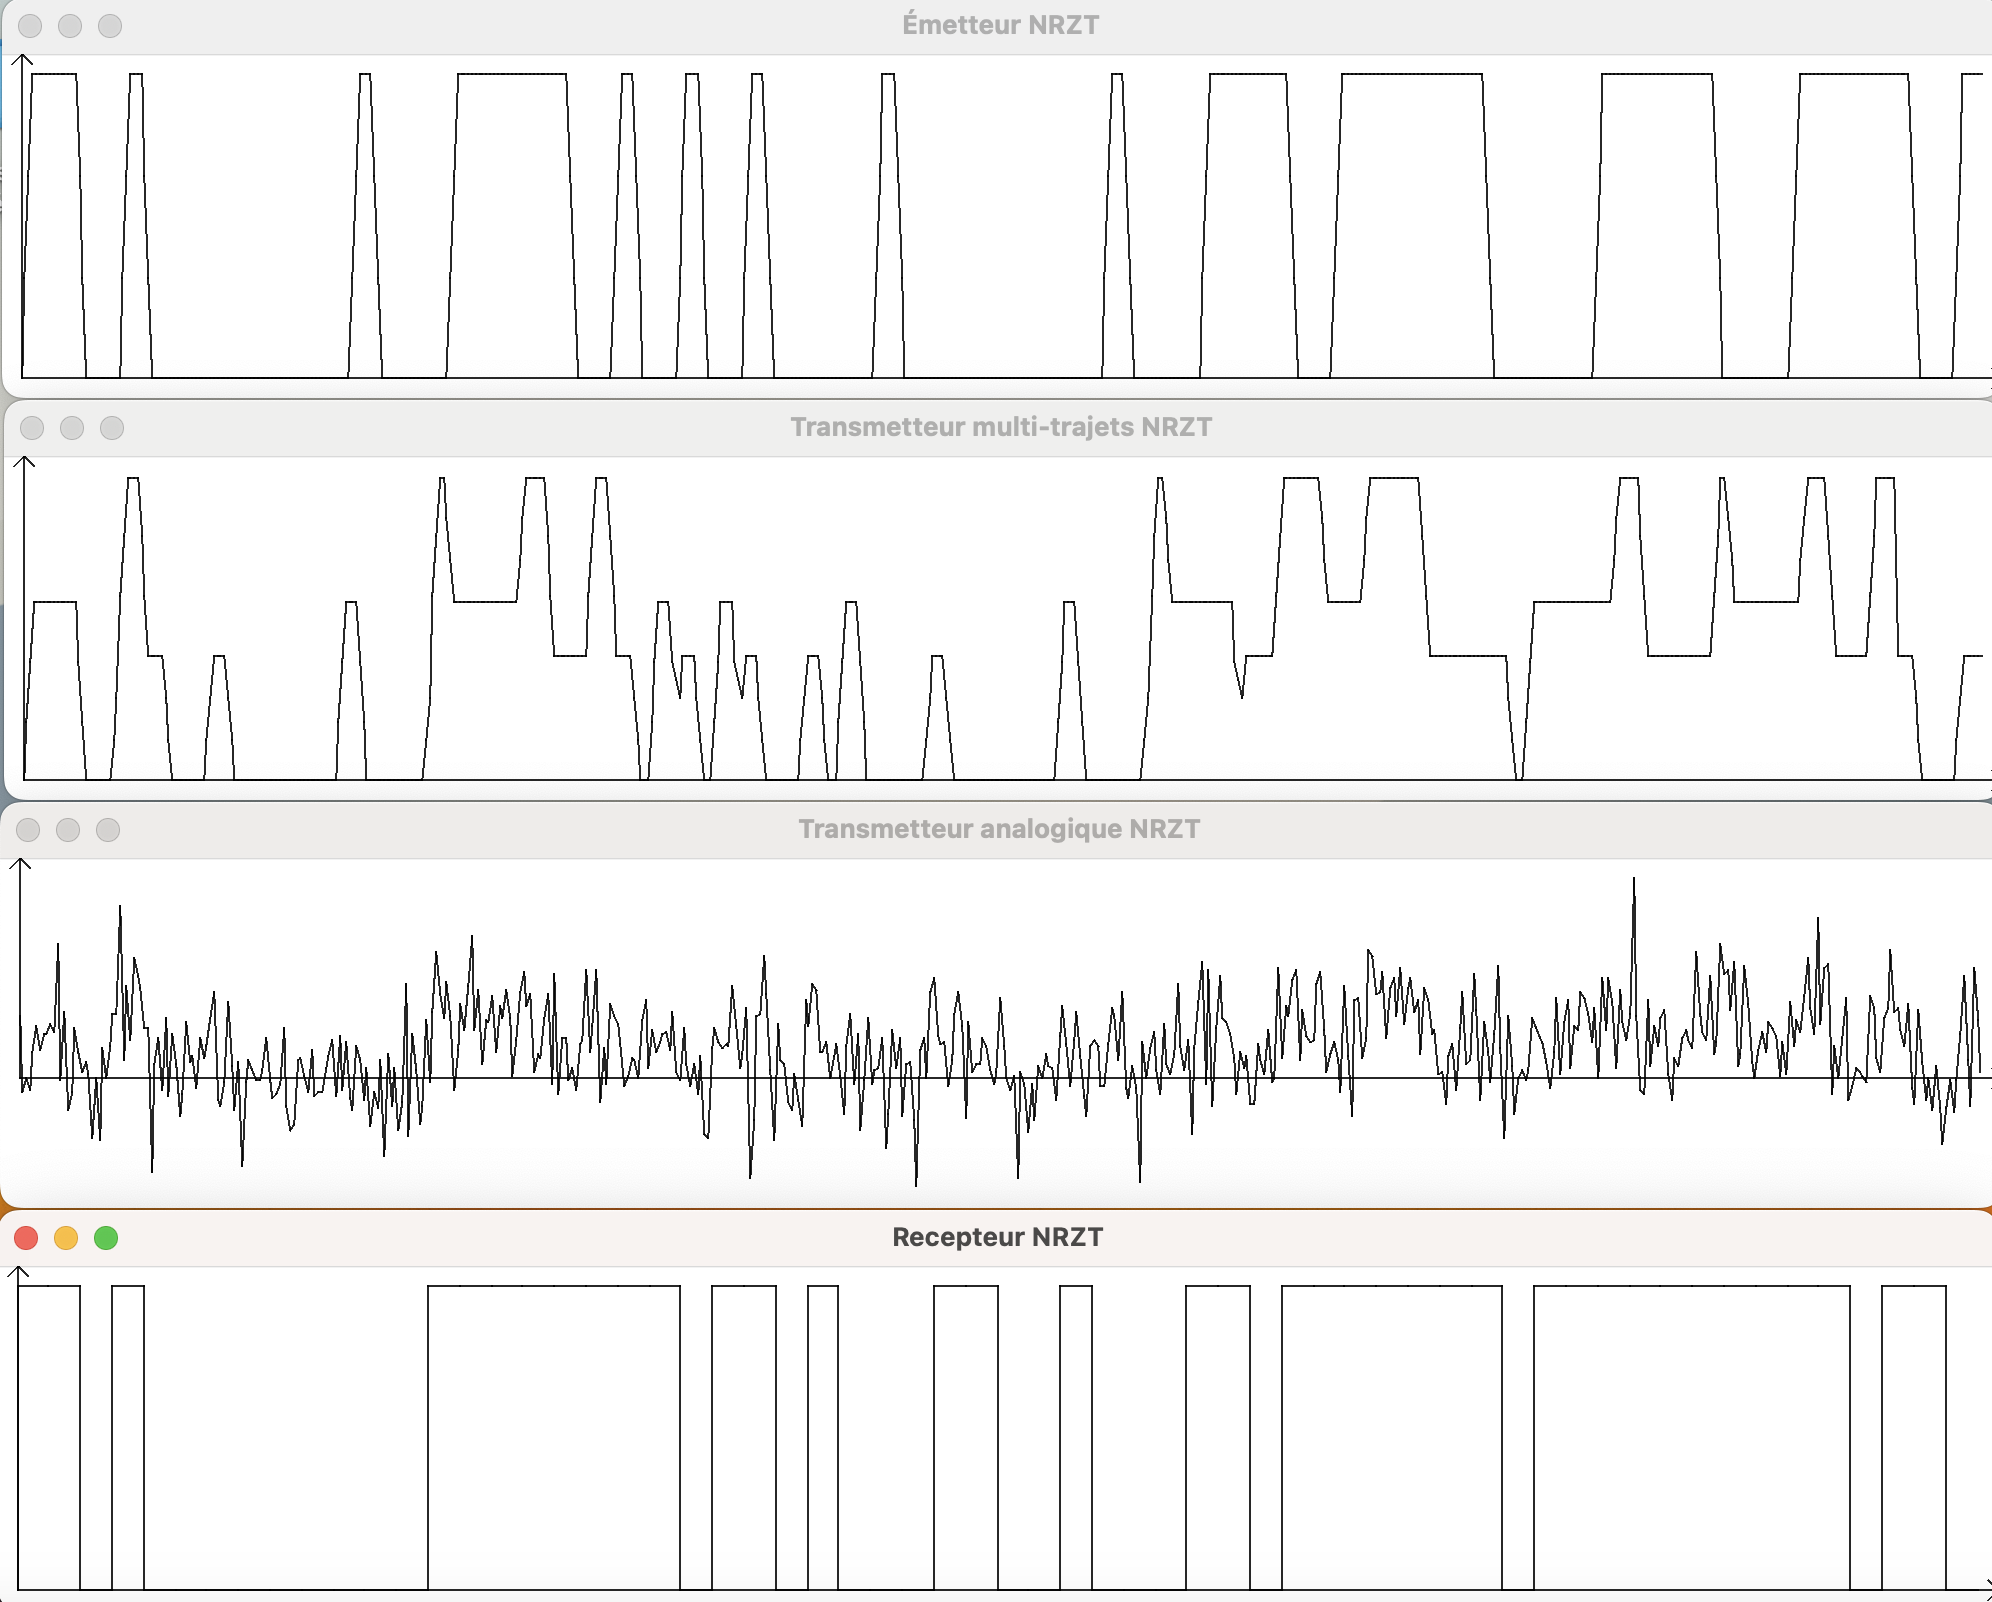 Émetteur NRZT
Transmetteur multi-trajets NRZT
Transmetteur analogique NRZT
Recepteur NRZT